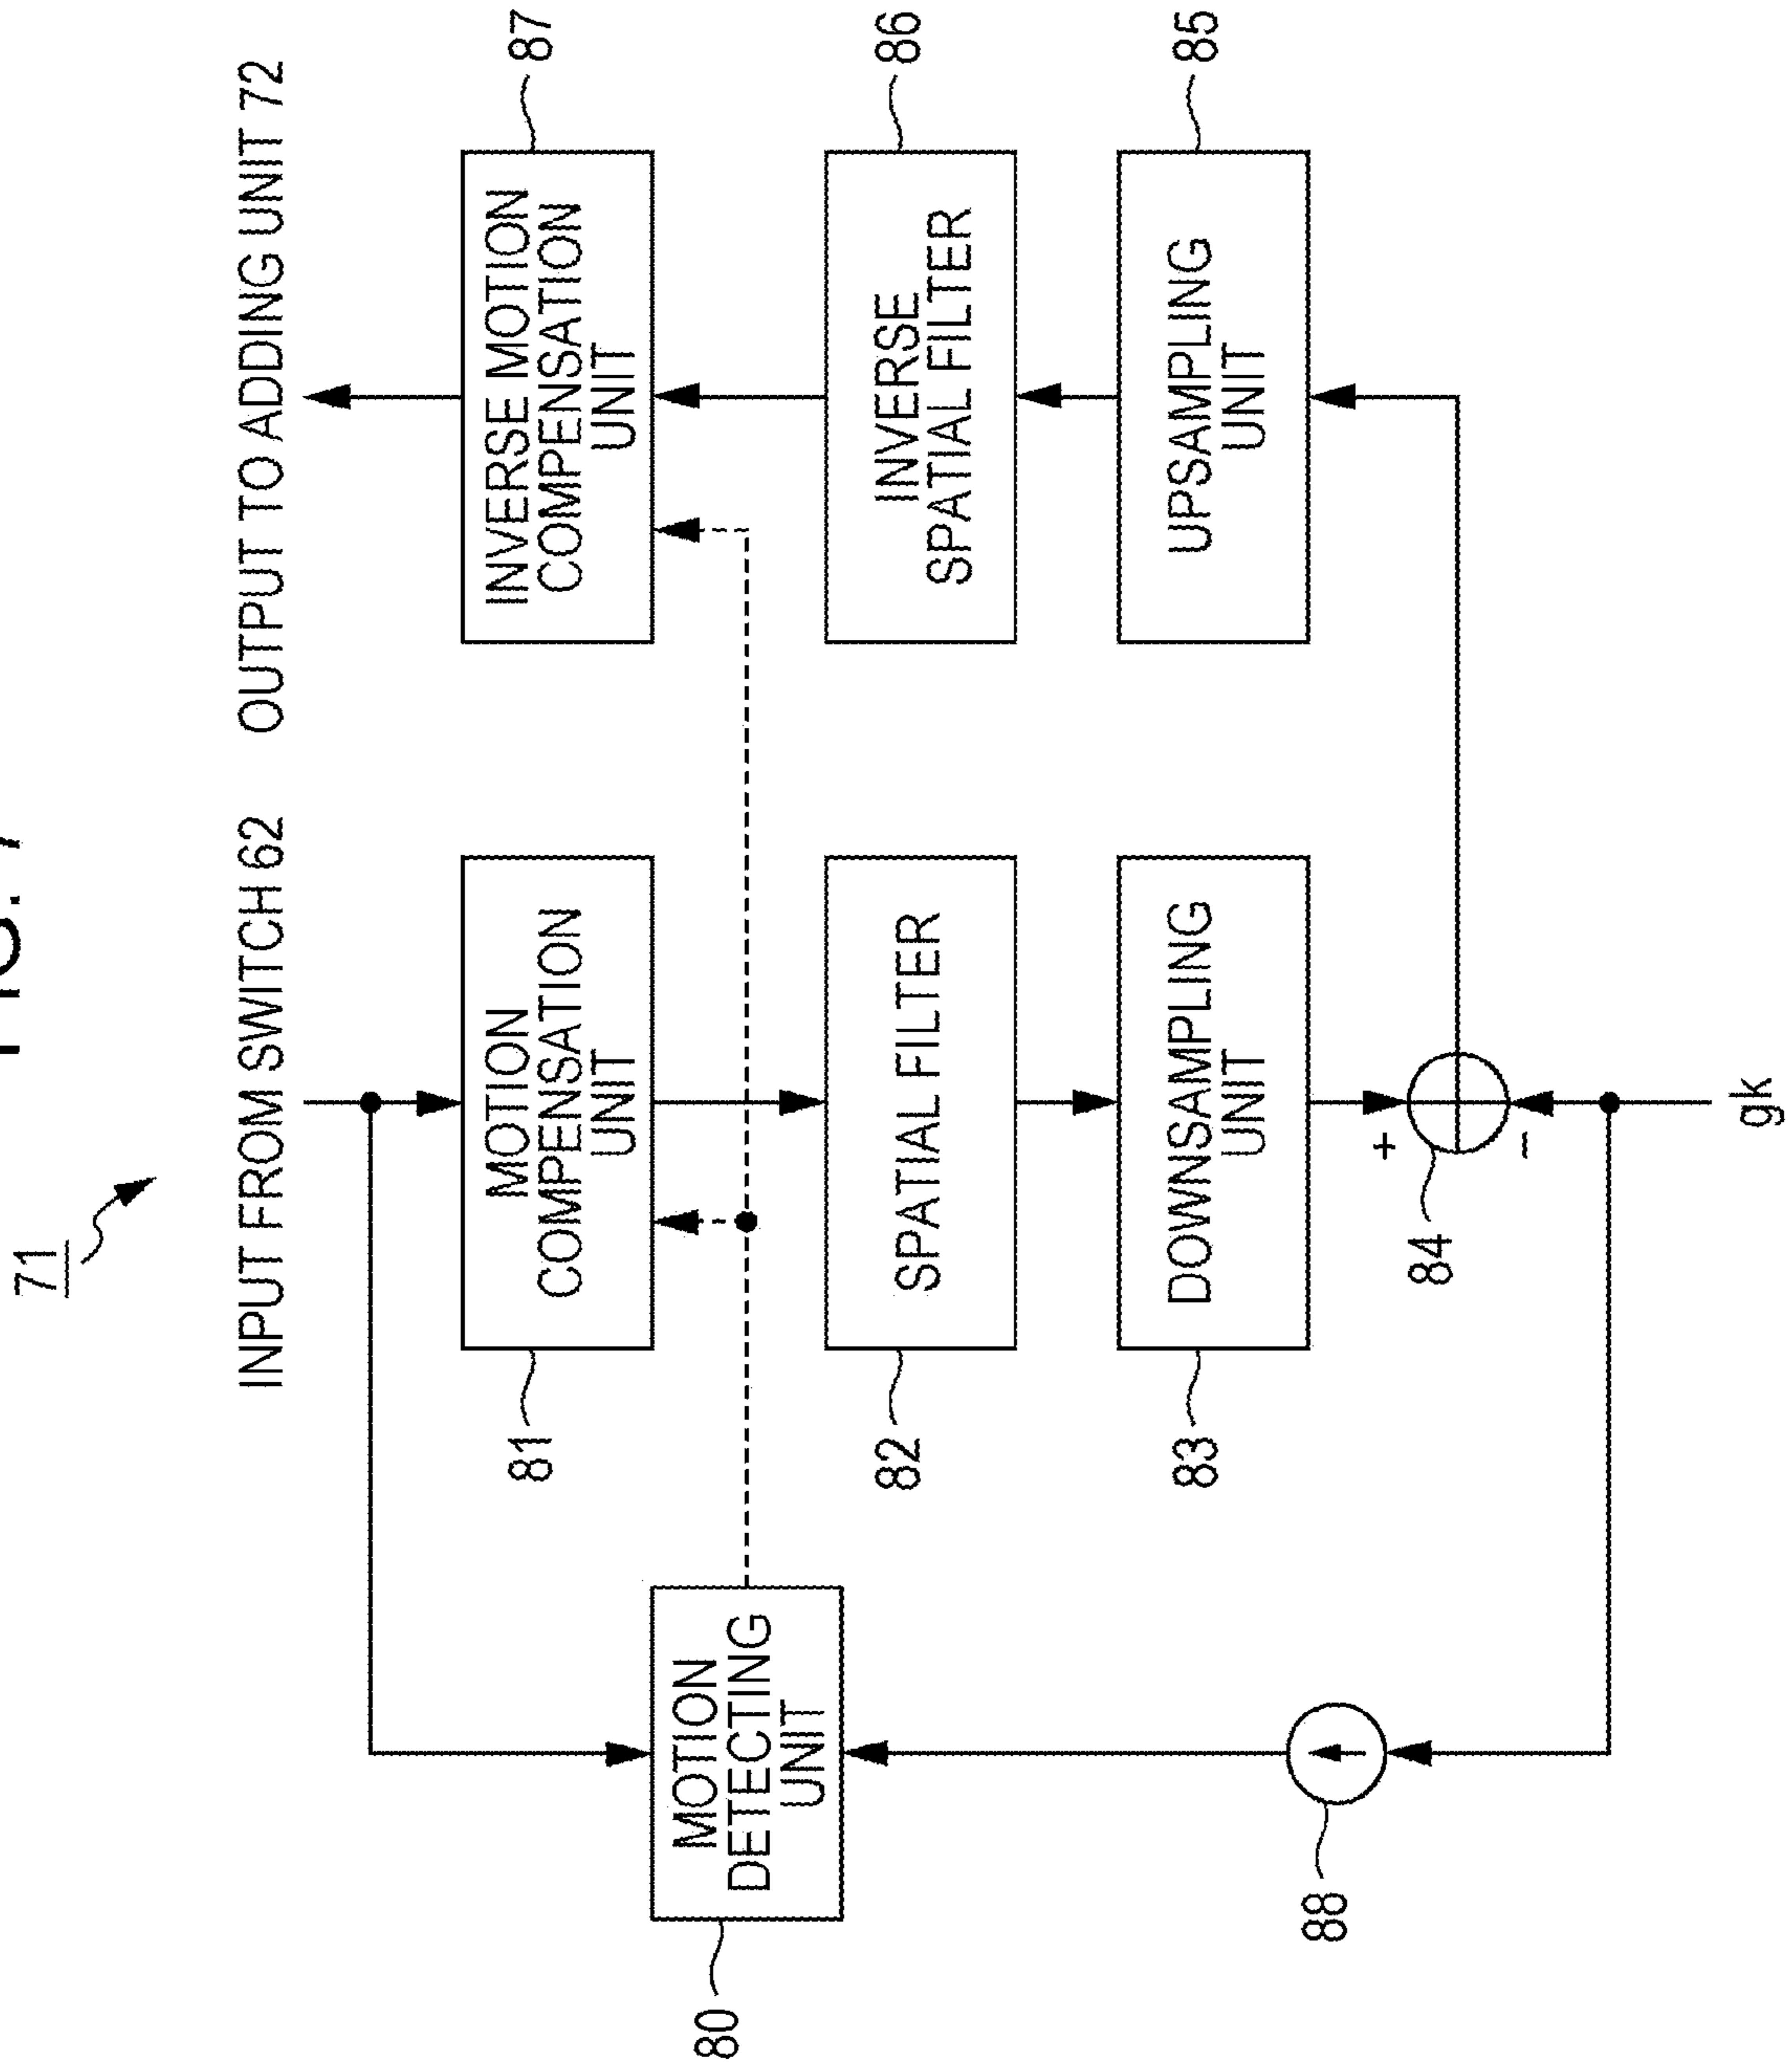 71
INPUT FROM SWITCH 62
OUTPUT TO ADDING UNIT 72
MOTION
COMPENSATION
UNIT
81
INVERSE MOTION
COMPENSATION
UNIT
87
MOTION
DETECTING
UNIT
80
SPATIAL FILTER
82
INVERSE
SPATIAL FILTER
86
DOWNSAMPLING
UNIT
83
UPSAMPLING
UNIT
85
+
84
−
88
gk